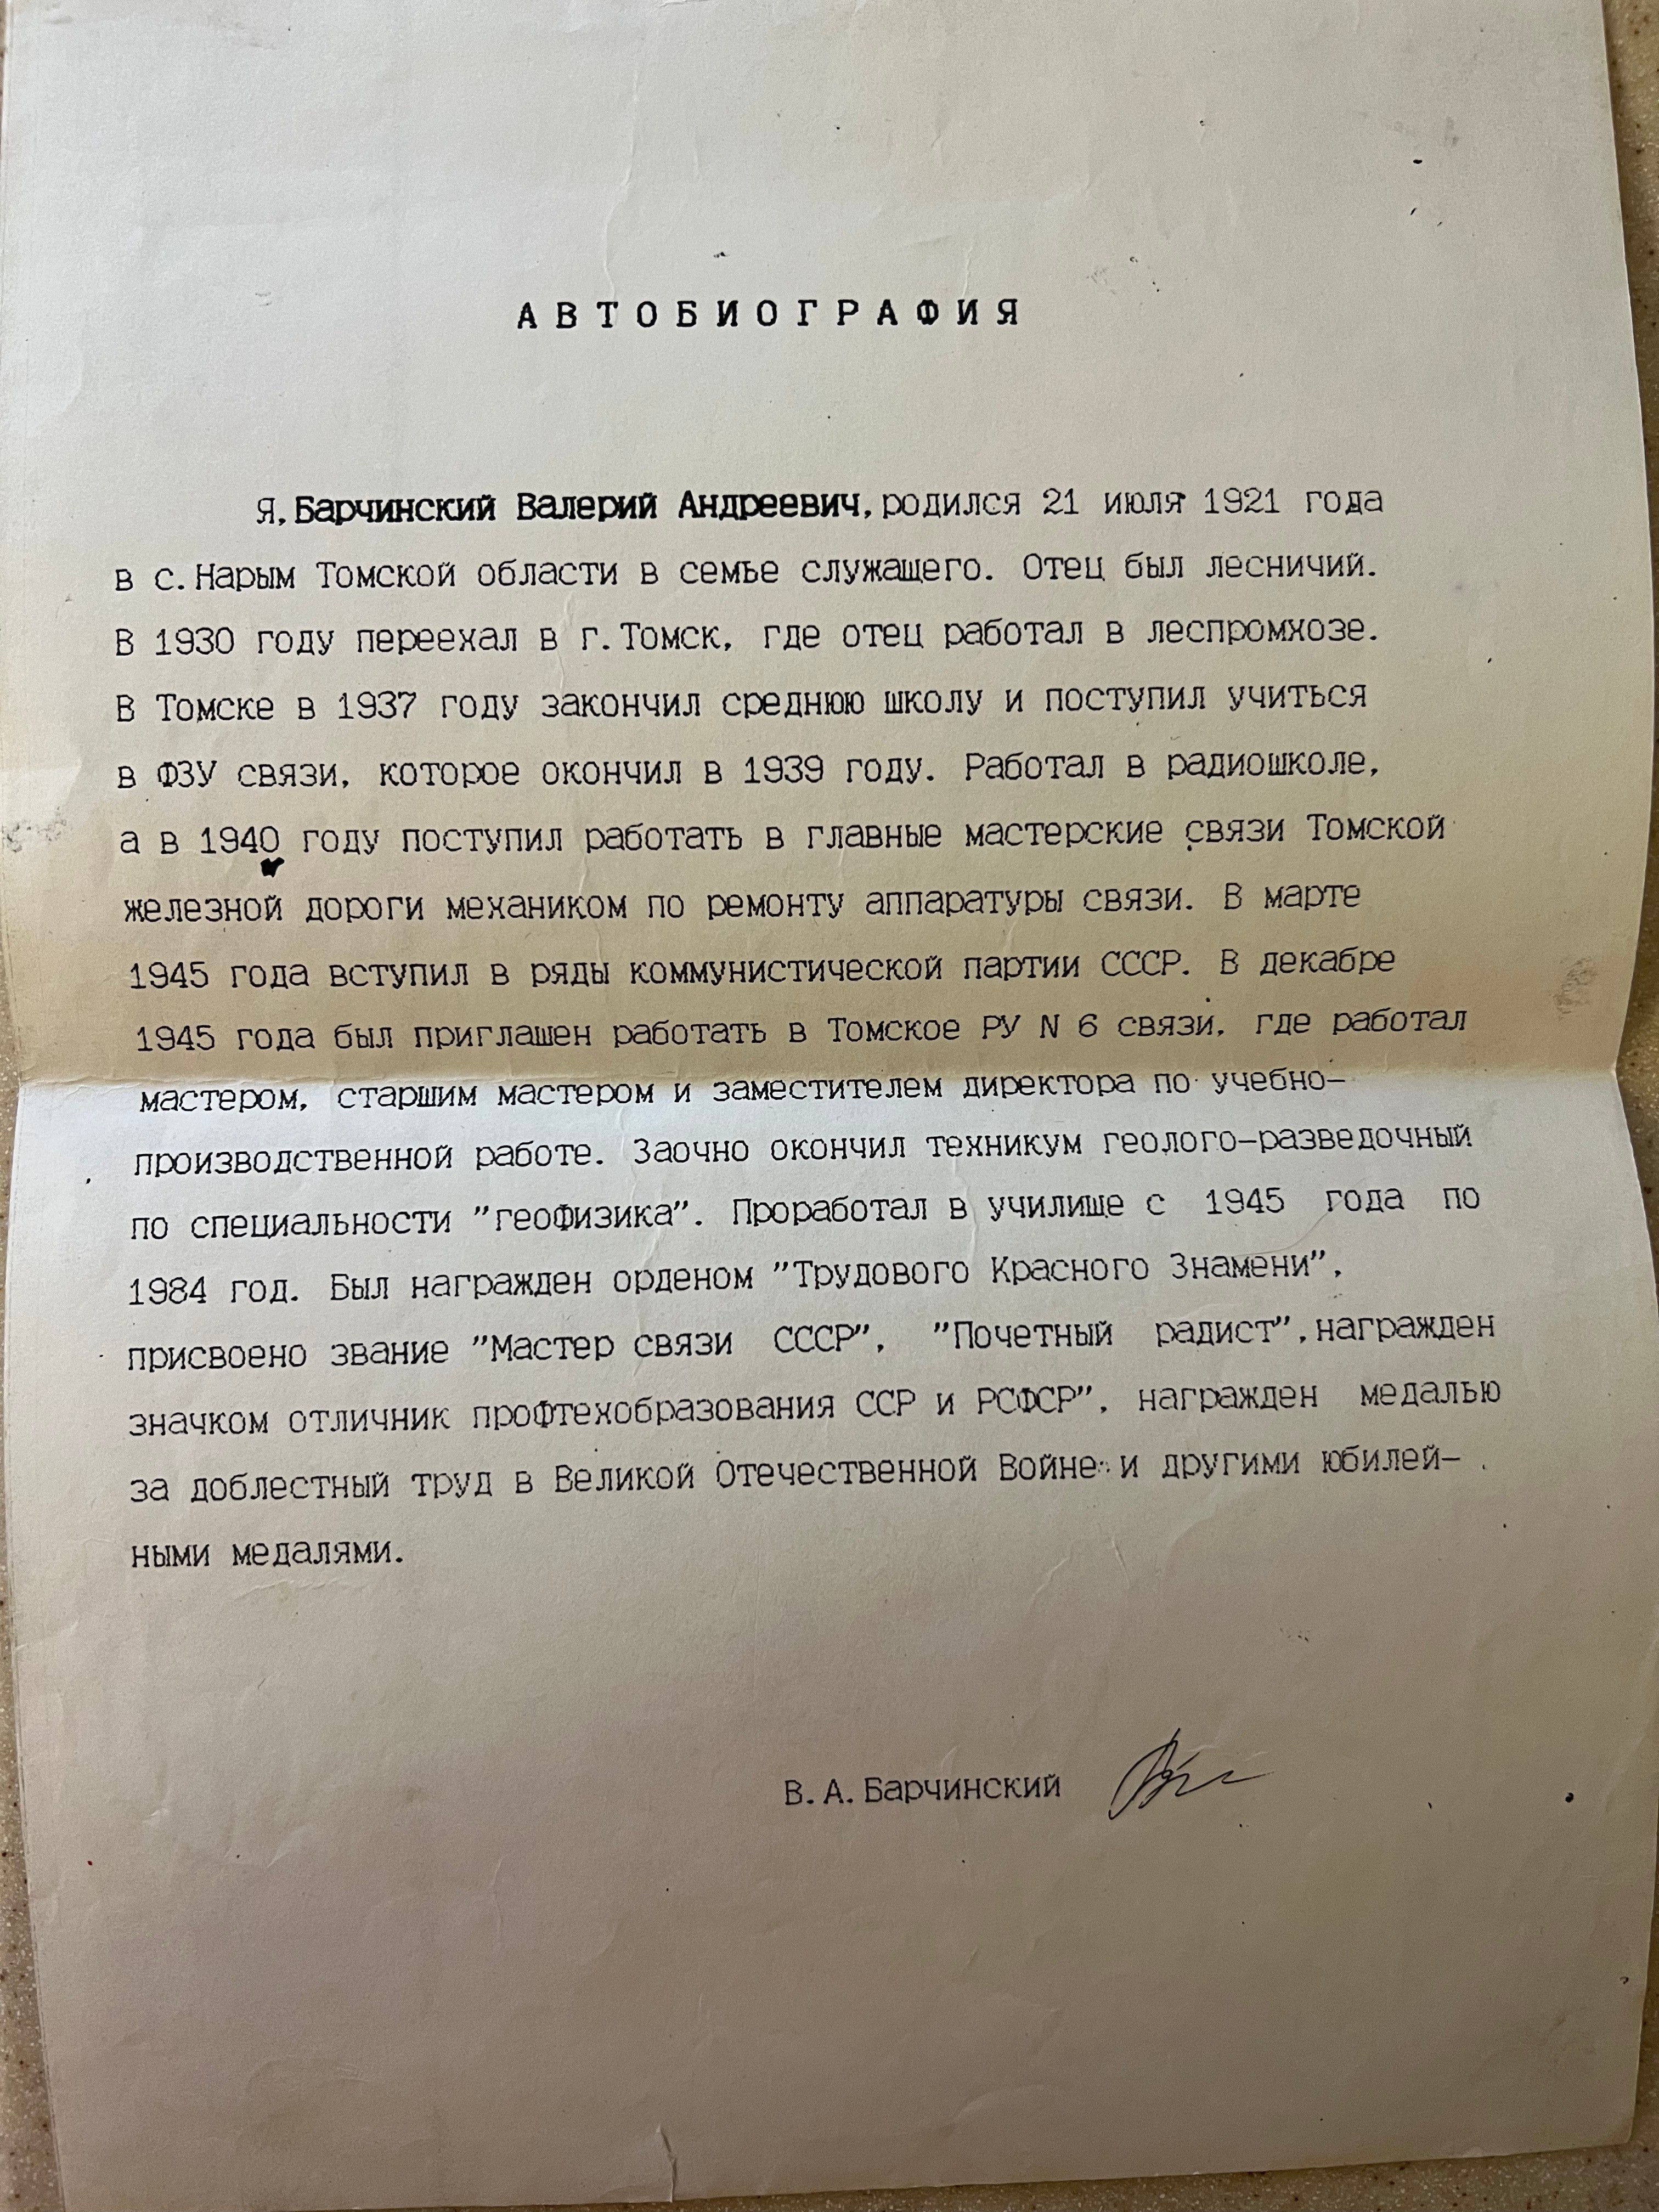 АВТОБИОГРАФИЯ
Я, Барчинский Валерий Андреевич, родился 21 июля 1921 года
в с. Нарым Томской области в семье служащего. Отец был лесничий.
В 1930 году переехал в г. Томск, где отец работал в леспромхозе.
В Томске в 1937 году закончил среднюю школу и поступил учиться
в ФЗУ связи, которое окончил в 1939 году. Работал в радиошколе,
а в 1940 году поступил работать в главные мастерские связи Томской
железной дороги механиком по ремонту аппаратуры связи. В марте
1945 года вступил в ряды коммунистической партии СССР. В декабре
1945 года был приглашен работать в Томское РУ N 6 связи, где работал
мастером, старшим мастером и заместителем директора по учебно-
производственной работе. Заочно окончил техникум геолого-разведочный
по специальности "геофизика". Проработал в училище с 1945 года по
1984 год. Был награжден орденом "Трудового Красного Знамени",
присвоено звание "Мастер связи СССР", "Почетный радист", награжден
значком отличник профтехобразования ССР и РСФСР", награжден медалью
за доблестный труд в Великой Отечественной Войне и другими юбилей-
ными медалями.
В. А. Барчинский